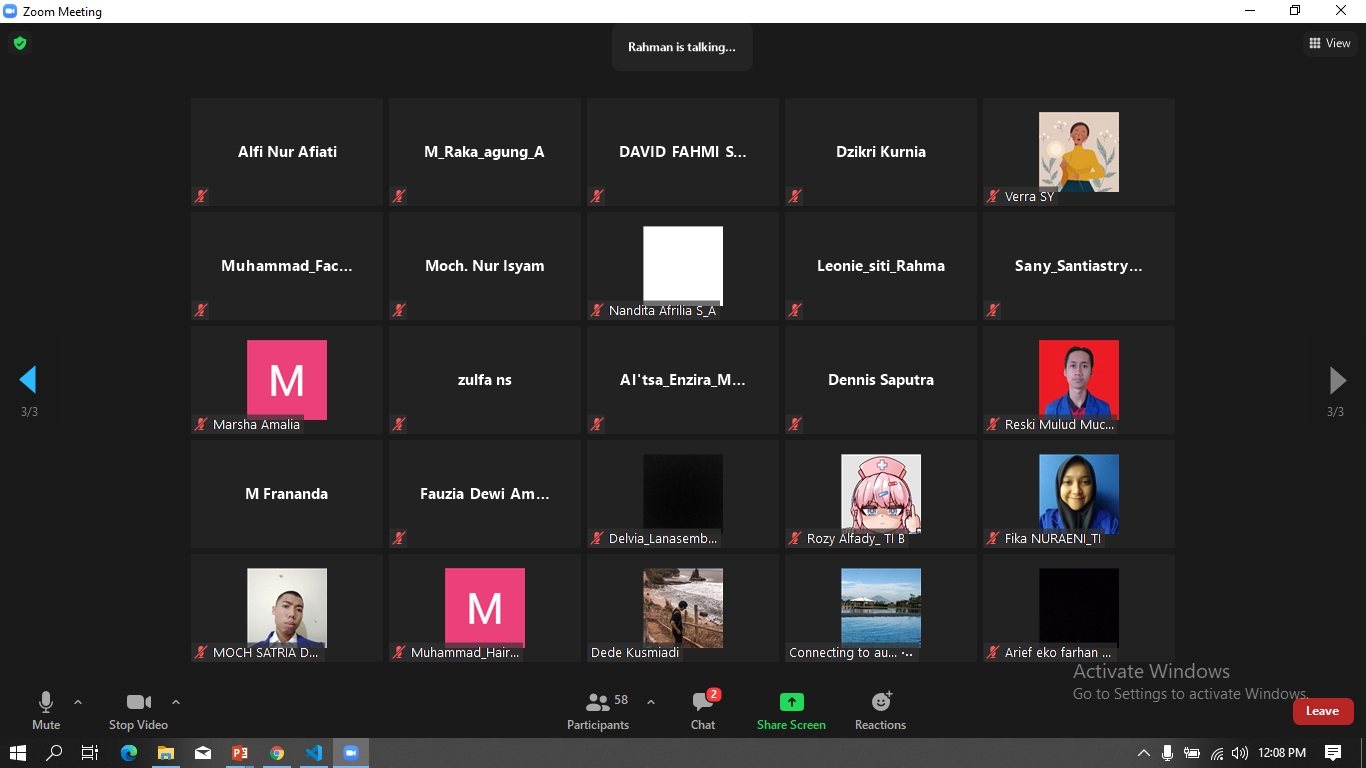 Zoom Meeting
Rahman is talking...
View
Alfi Nur Afiati
M_Raka_agung_A
DAVID FAHMI S...
Dzikri Kurnia
Verra SY
Muhammad_Fac...
Moch. Nur Isyam
Nandita Afrilia S_A
Leonie_siti_Rahma
Sany_Santiastry...
M
Marsha Amalia
zulfa ns
Al'tsa_Enzira_M...
Dennis Saputra
Reski Mulud Muc...
3/3
3/3
M Frananda
Fauzia Dewi Am...
Delvia_Lanasemb...
Rozy Alfady_ TI B
Fika NURAENI_TI
MOCH SATRIA D...
M
Muhammad_Hair...
Dede Kusmiadi
Connecting to au...
Arief eko farhan ...
Activate Windows
Go to Settings to activate Windows.
Mute
Stop Video
58
Participants
2
Chat
Share Screen
Reactions
Leave
12:08 PM